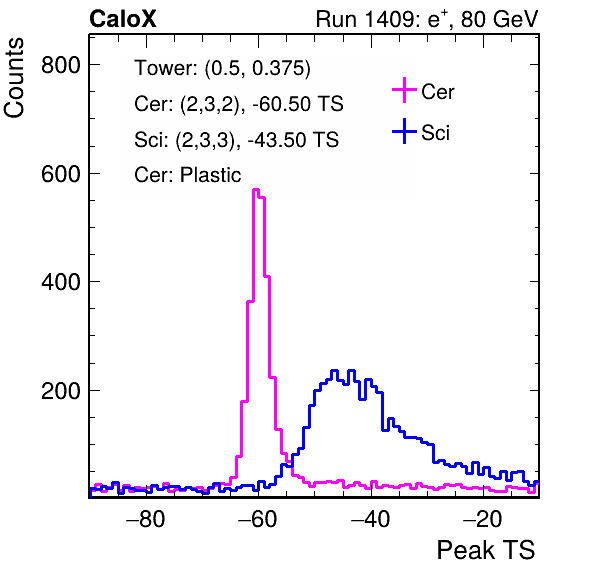 CaloX
Run 1409: e⁺, 80 GeV
Counts
Tower: (0.5, 0.375)
Cer: (2,3,2), -60.50 TS
Sci: (2,3,3), -43.50 TS
Cer: Plastic
Cer
Sci
800
600
400
200
−80 −60 −40 −20
Peak TS